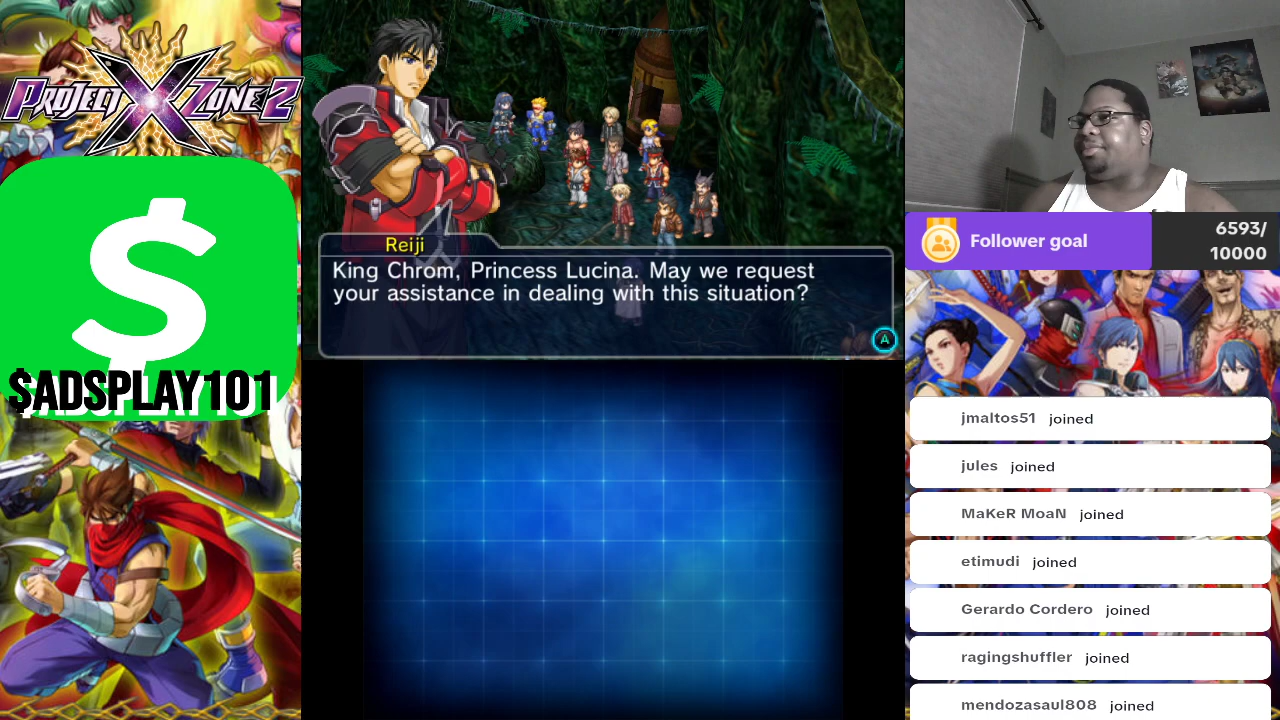 PROJECT X ZONE 2
$
$ADSPLAY101
Reiji
King Chrom, Princess Lucina. May we request
your assistance in dealing with this situation?
A
Follower goal
6593/
10000
jmaltos51 joined
jules joined
MaKeR MoaN joined
etimudi joined
Gerardo Cordero joined
ragingshuffler joined
mendozasaul808 joined